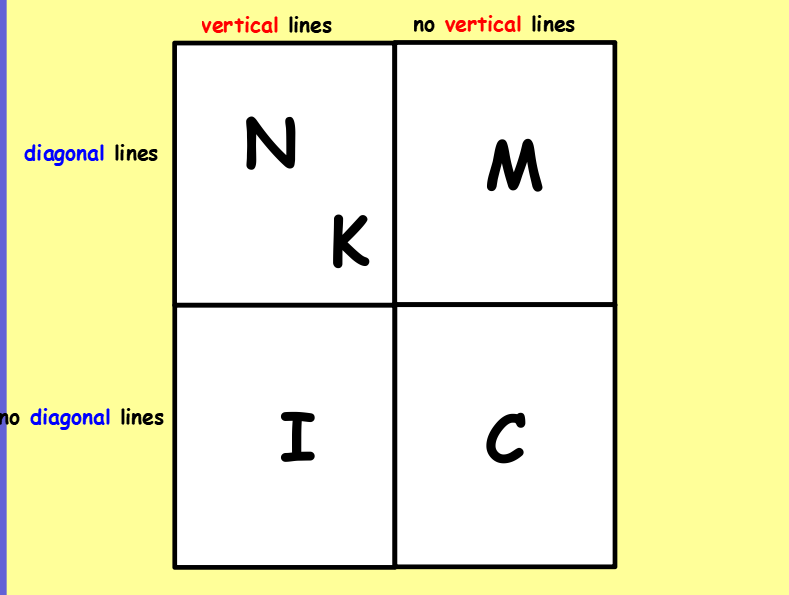 vertical lines
no vertical lines
diagonal lines
N
M
K
no diagonal lines
I
C